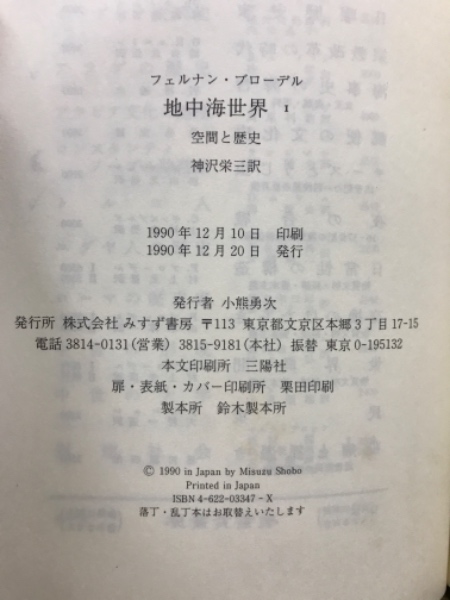 フェルナン・ブローデル
地中海世界 I
空間と歴史
神沢栄三訳
1990年12月10日 印刷
1990年12月20日 発行
発行者 小熊勇次
発行所 株式会社 みすず書房 〒113 東京都文京区本郷3丁目17-15
電話 3814-0131(営業) 3815-9181(本社) 振替 東京0-195132
本文印刷所 三陽社
扉・表紙・カバー印刷所 栗田印刷
製本所 鈴木製本所
© 1990 in Japan by Misuzu Shobo
Printed in Japan
ISBN 4-622-03347-X
落丁・乱丁本はお取替えいたします